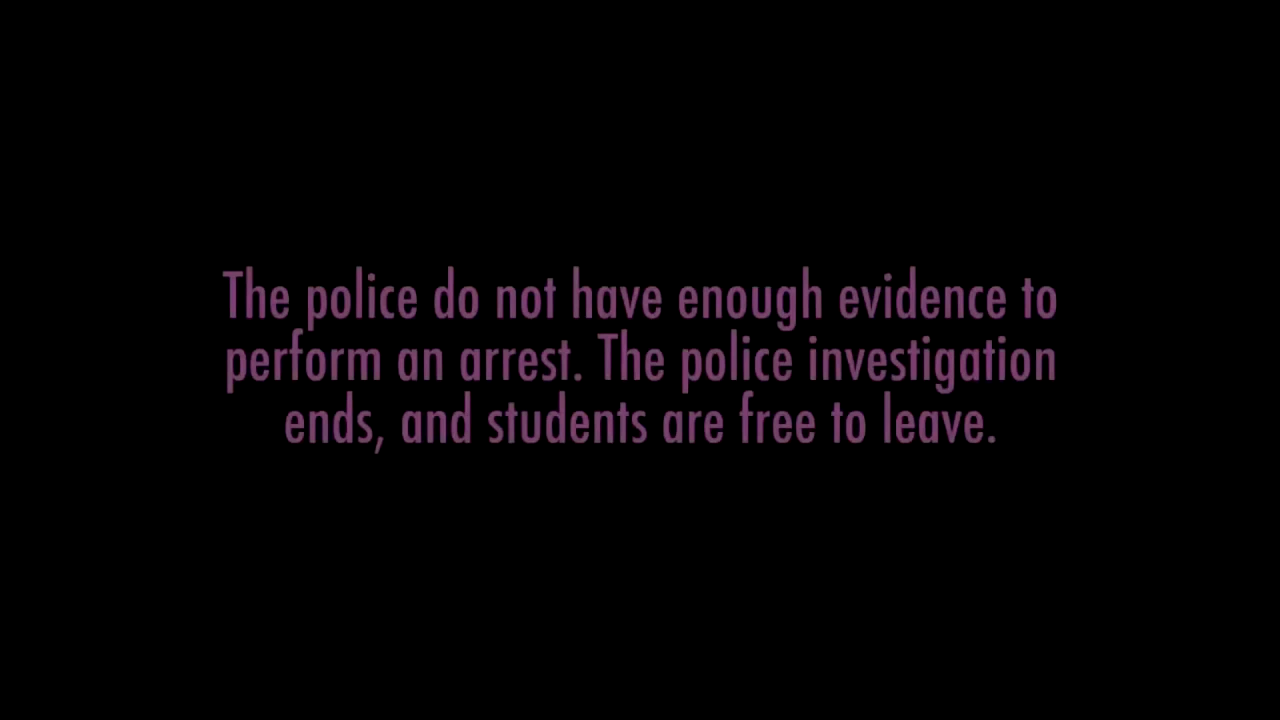 The police do not have enough evidence to
perform an arrest. The police investigation
ends, and students are free to leave.